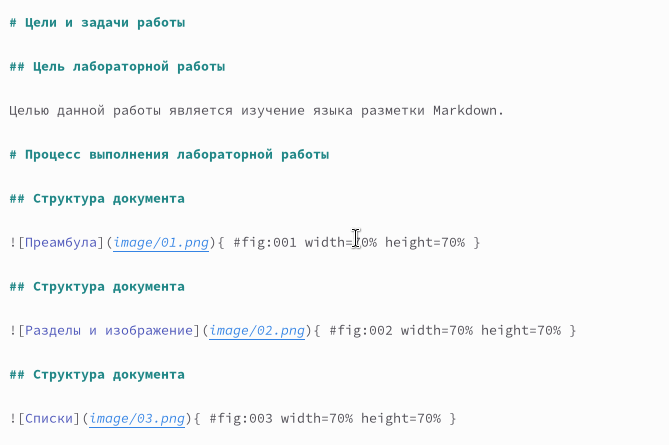 # Цели и задачи работы
## Цель лабораторной работы
Целью данной работы является изучение языка разметки Markdown.
# Процесс выполнения лабораторной работы
## Структура документа
![Преамбула](image/01.png){ #fig:001 width=70% height=70% }
## Структура документа
![Разделы и изображение](image/02.png){ #fig:002 width=70% height=70% }
## Структура документа
![Списки](image/03.png){ #fig:003 width=70% height=70% }